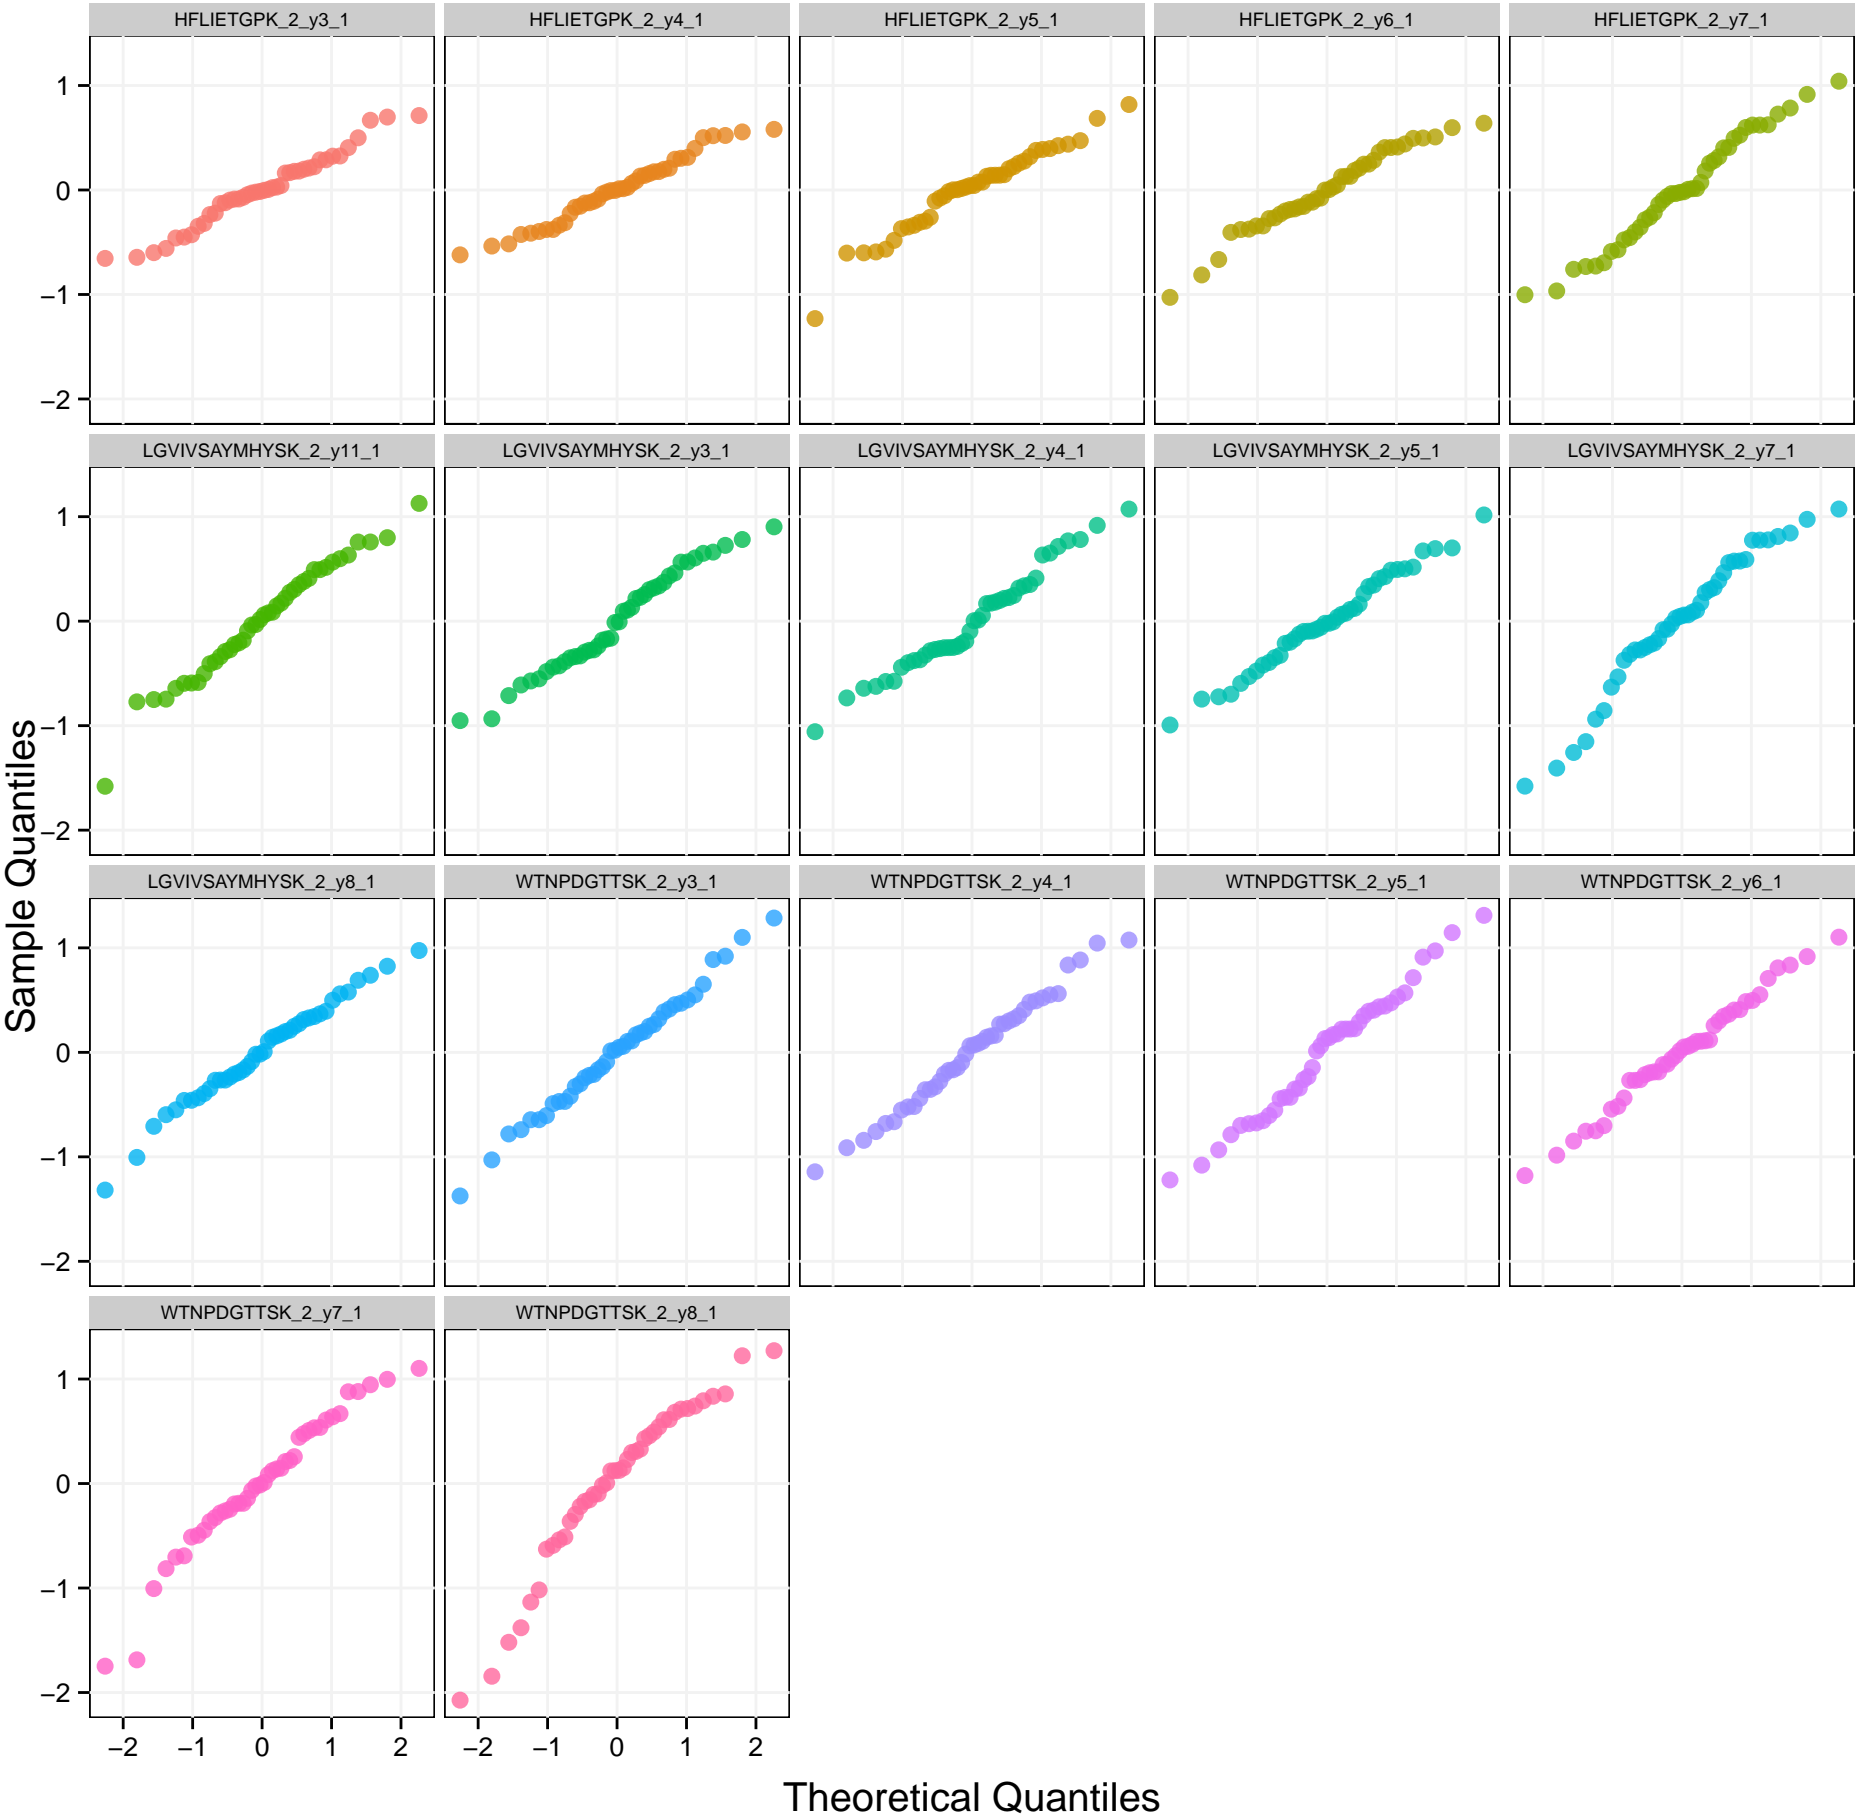 HFLIETGPK_2_y3_1 HFLIETGPK_2_y4_1 HFLIETGPK_2_y5_1 HFLIETGPK_2_y6_1 HFLIETGPK_2_y7_1
1
0
−1
−2
LGVIVSAYMHYSK_2_y11_1 LGVIVSAYMHYSK_2_y3_1 LGVIVSAYMHYSK_2_y4_1 LGVIVSAYMHYSK_2_y5_1 LGVIVSAYMHYSK_2_y7_1
1
0
−1
−2
Sample Quantiles
LGVIVSAYMHYSK_2_y8_1 WTNPDGTTSK_2_y3_1 WTNPDGTTSK_2_y4_1 WTNPDGTTSK_2_y5_1 WTNPDGTTSK_2_y6_1
1
0
−1
−2
WTNPDGTTSK_2_y7_1 WTNPDGTTSK_2_y8_1
1
0
−1
−2
−2 −1 0 1 2 −2 −1 0 1 2
Theoretical Quantiles